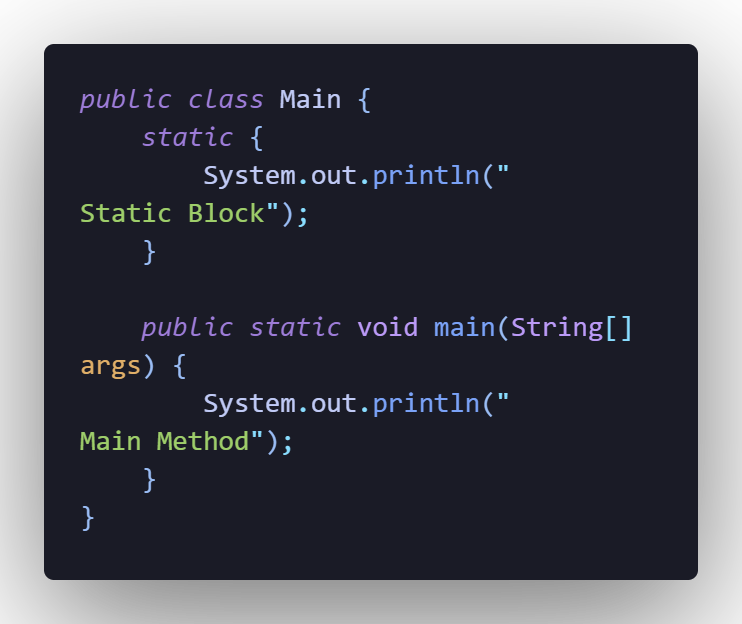 public class Main {
    static {
        System.out.println("
Static Block");
    }

    public static void main(String[]
args) {
        System.out.println("
Main Method");
    }
}